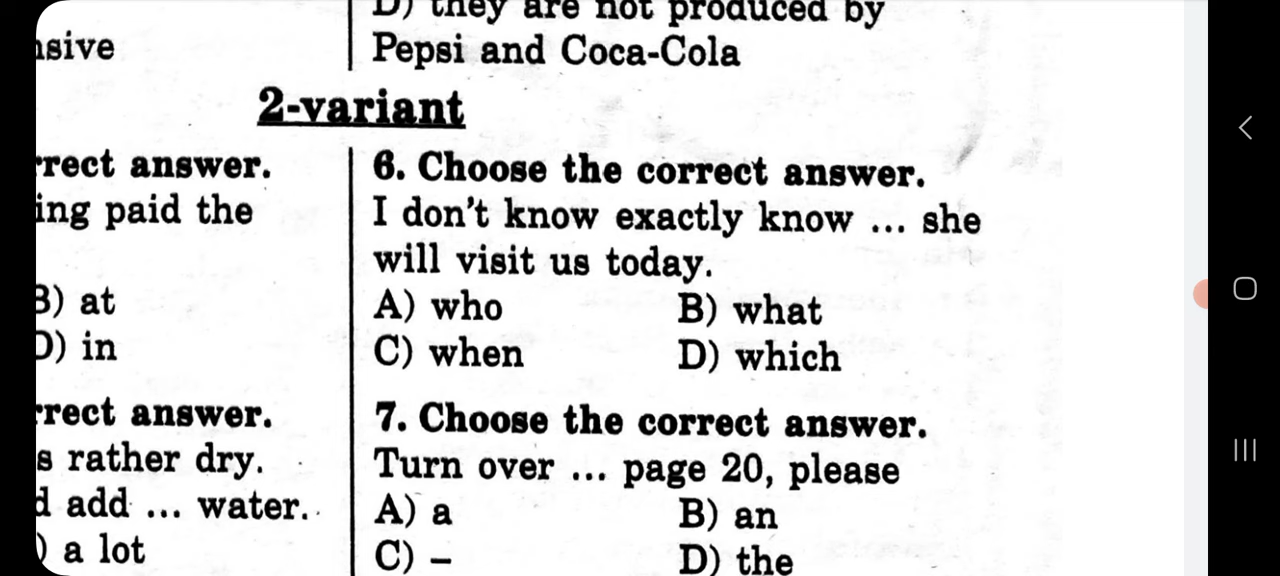 D) they are not produced by
nsive
Pepsi and Coca-Cola
2-variant
rrect answer.
ing paid the
B) at
D) in
rrect answer.
s rather dry.
d add ... water.
) a lot
6. Choose the correct answer.
I don't know exactly know ... she
will visit us today.
A) who B) what
C) when D) which
7. Choose the correct answer.
Turn over ... page 20, please
A) a B) an
C) – D) the